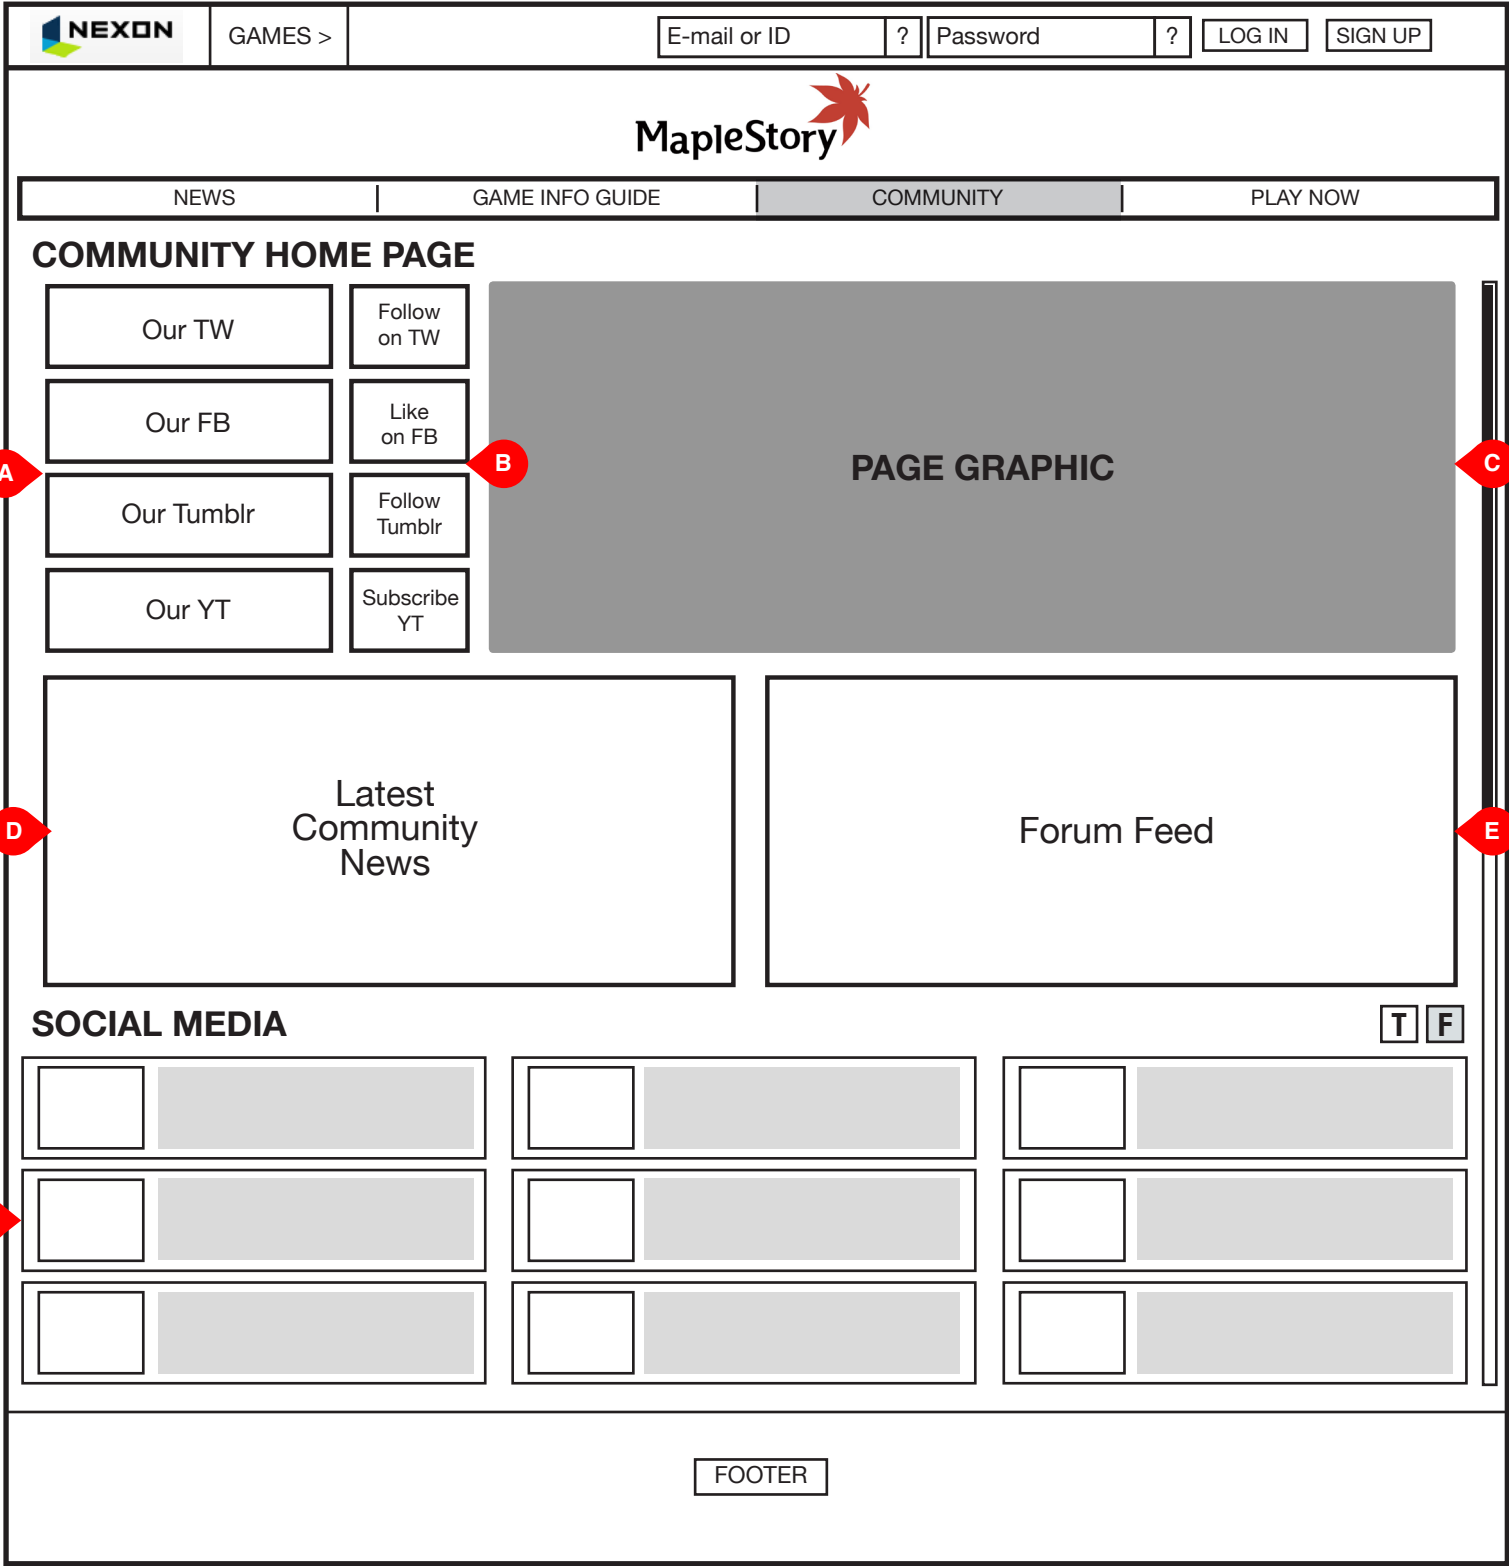 NEXON
GAMES >
E-mail or ID
?
Password
?
LOG IN
SIGN UP
MapleStory
NEWS
GAME INFO GUIDE
COMMUNITY
PLAY NOW
COMMUNITY HOME PAGE
Our TW
Follow
on TW
Our FB
Like
on FB
Our Tumblr
Follow
Tumblr
Our YT
Subscribe
YT
A
B
PAGE GRAPHIC
C
D
Latest
Community
News
Forum Feed
E
SOCIAL MEDIA
T
F
FOOTER